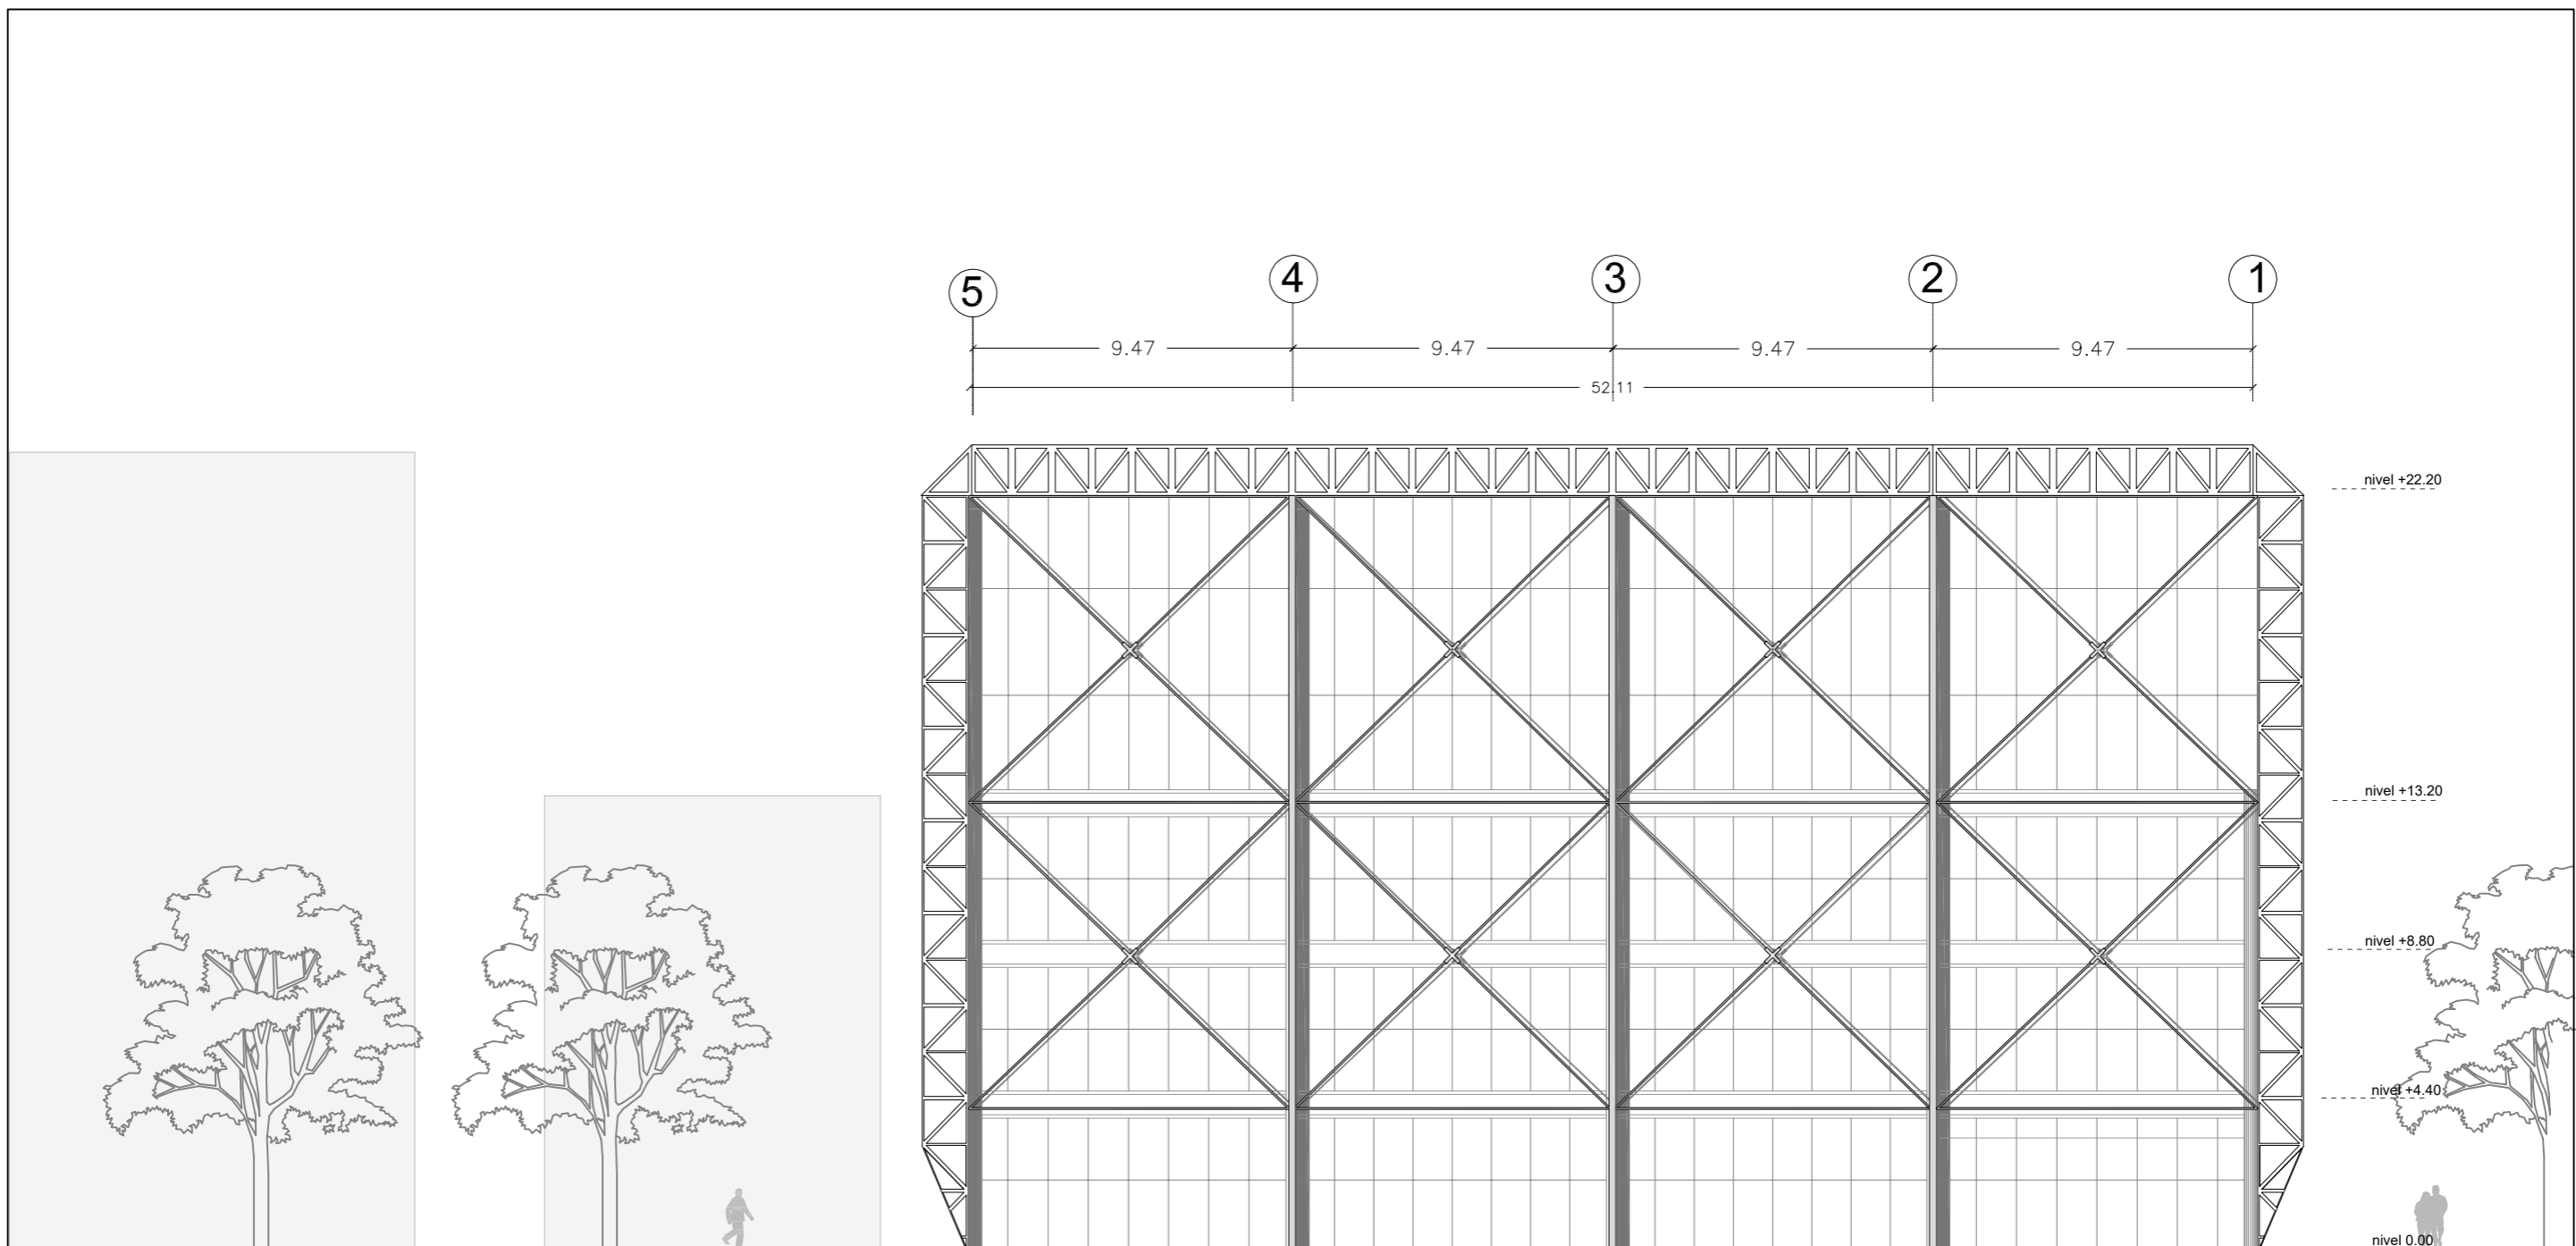 5 4 3 2 1
9.47 9.47 9.47 9.47
52.11
nivel +22.20
nivel +13.20
nivel +8.80
nivel +4.40
nivel 0.00